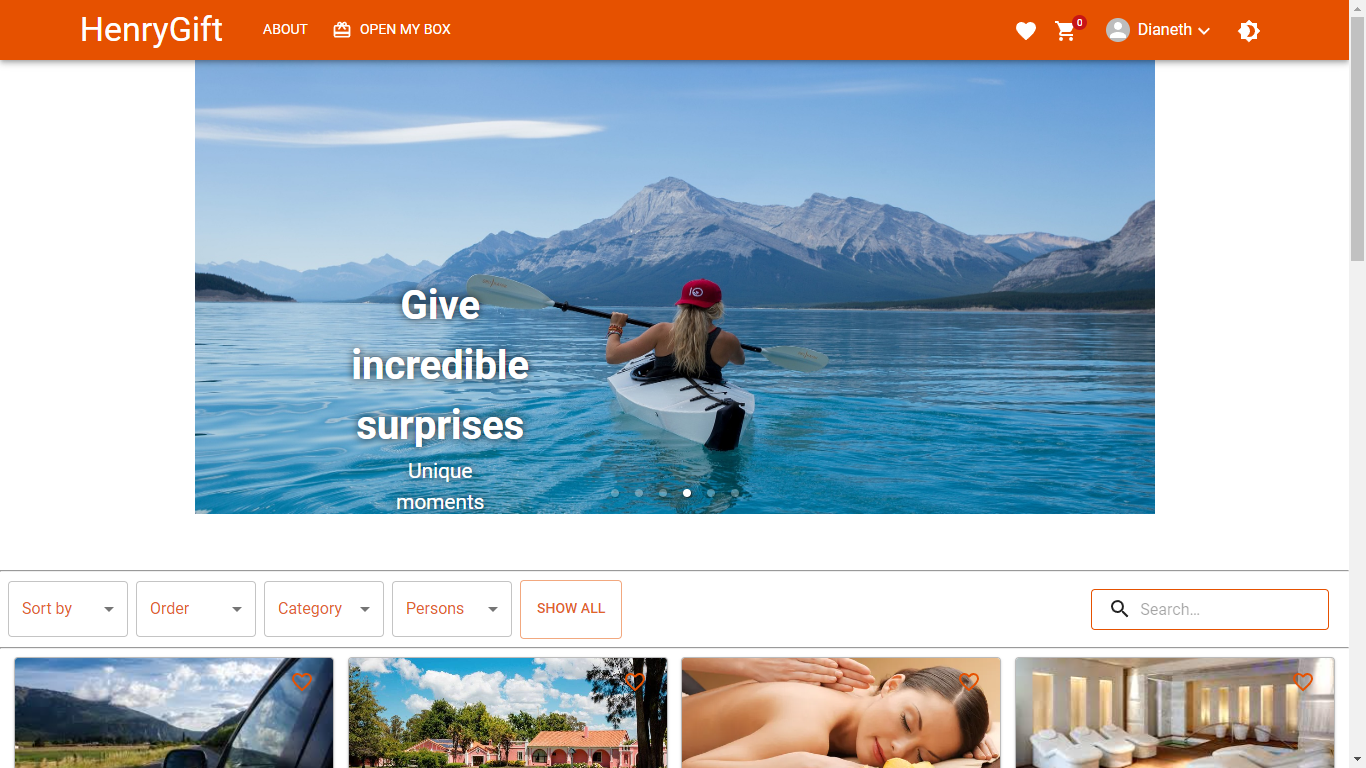 HenryGift
ABOUT
OPEN MY BOX
0
Dianeth
Give
incredible
surprises
Unique
moments
Sort by
Order
Category
Persons
SHOW ALL
Search...